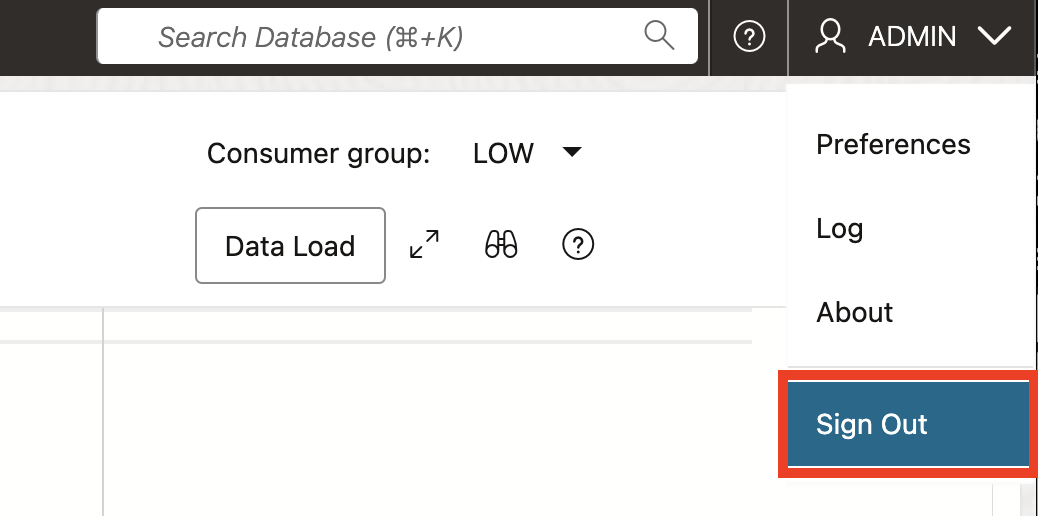 Search Database (⌘+K)
ADMIN
Consumer group: LOW
Data Load
Preferences
Log
About
Sign Out